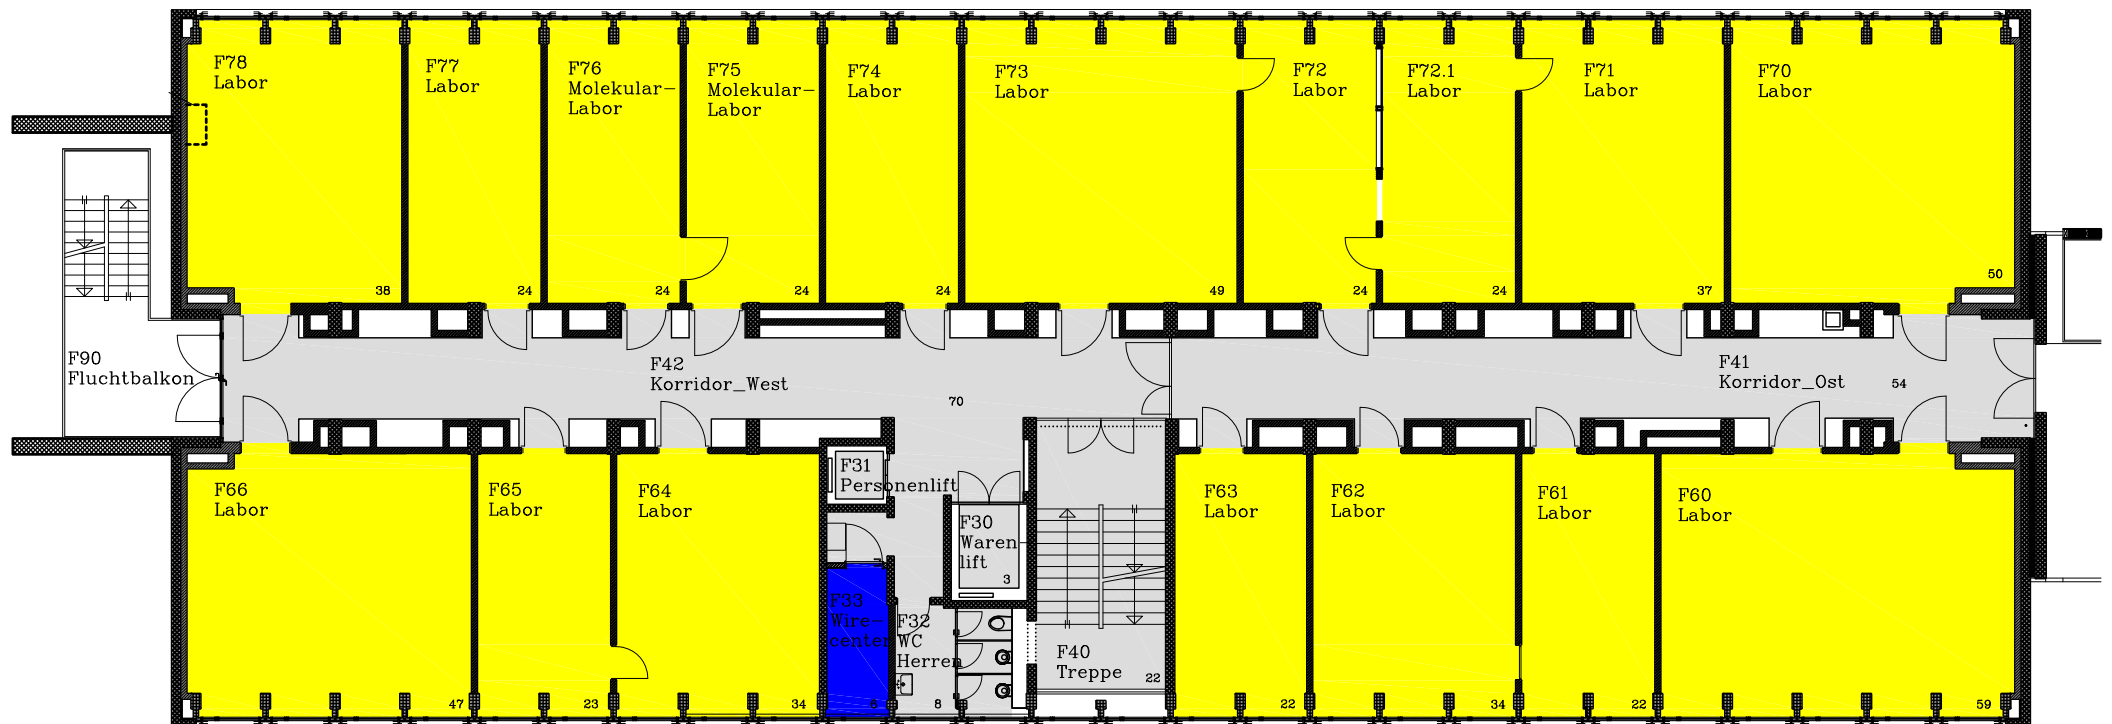 F78
Labor
38
F77
Labor
24
F76
Molekular-
Labor
24
F75
Molekular-
Labor
24
F74
Labor
24
F73
Labor
49
F72
Labor
24
F72.1
Labor
24
F71
Labor
37
F70
Labor
50
F90
Fluchtbalkon
F42
Korridor_West
70
F41
Korridor_Ost
54
F66
Labor
47
F65
Labor
23
F64
Labor
34
F31
Personenlift
F33
Wire-
center
6
F32
WC
Herren
8
F30
Waren-
lift
3
F40
Treppe
22
F63
Labor
22
F62
Labor
34
F61
Labor
22
F60
Labor
59